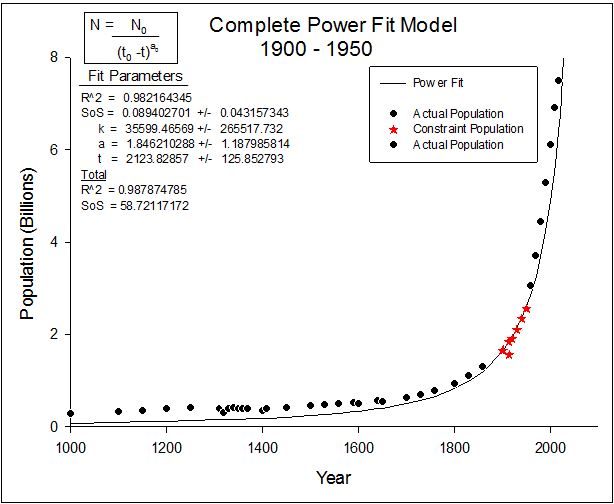 Complete Power Fit Model
1900 - 1950
N = N0
(t0 -t)^a0
Fit Parameters
R^2 = 0.982164345
SoS = 0.089402701 +/- 0.043157343
k = 35599.46569 +/- 265517.732
a = 1.846210288 +/- 1.187985814
t = 2123.82857 +/- 125.852793
Total
R^2 = 0.987874785
SoS = 58.72117172
Power Fit
Actual Population
Constraint Population
Actual Population
Population (Billions)
8
6
4
2
0
1000 1200 1400 1600 1800 2000
Year